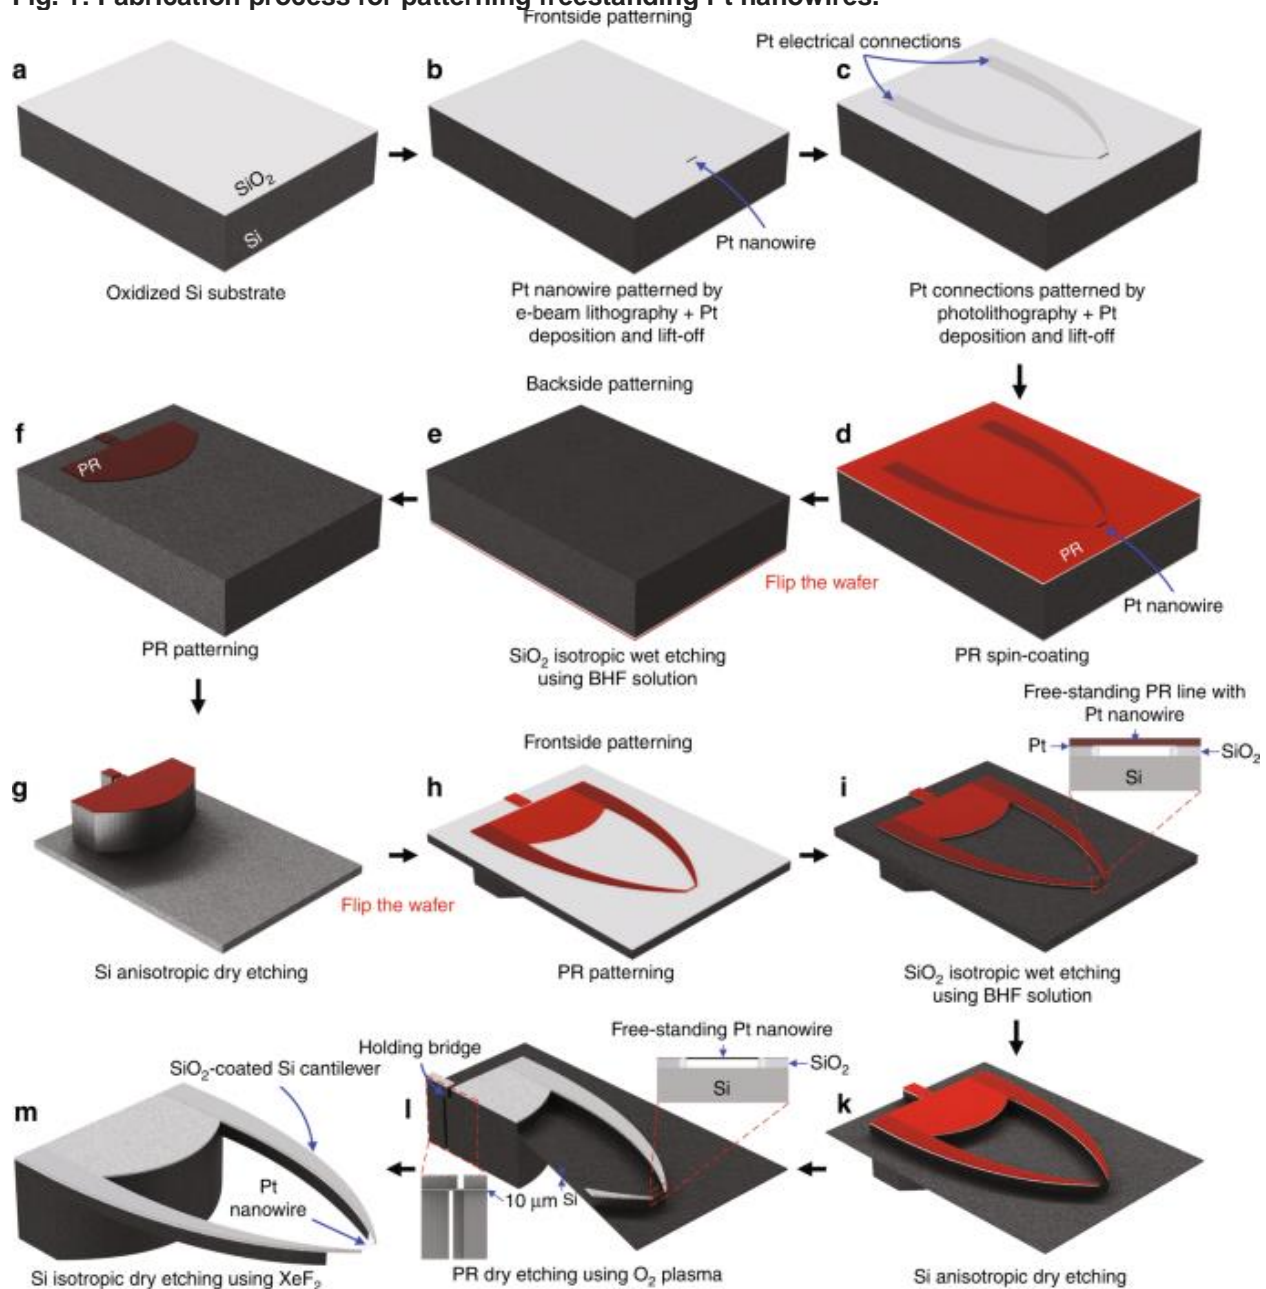 Fig. 1: Fabrication process for patterning freestanding Pt nanowires.
Frontside patterning
a
SiO2
Si
Oxidized Si substrate
b
Pt nanowire
Pt nanowire patterned by
e-beam lithography + Pt
deposition and lift-off
Pt electrical connections
c
Pt connections patterned by
photolithography + Pt
deposition and lift-off
Backside patterning
f
PR
PR patterning
e
Flip the wafer
SiO2 isotropic wet etching
using BHF solution
d
PR
Pt nanowire
PR spin-coating
Frontside patterning
g
Flip the wafer
Si anisotropic dry etching
h
PR patterning
Free-standing PR line with
Pt nanowire
Pt
SiO2
Si
i
SiO2 isotropic wet etching
using BHF solution
m
SiO2-coated Si cantilever
Pt
nanowire
Si isotropic dry etching using XeF2
Holding bridge
l
Free-standing Pt nanowire
SiO2
Si
10 μm
Si
PR dry etching using O2 plasma
k
Si anisotropic dry etching